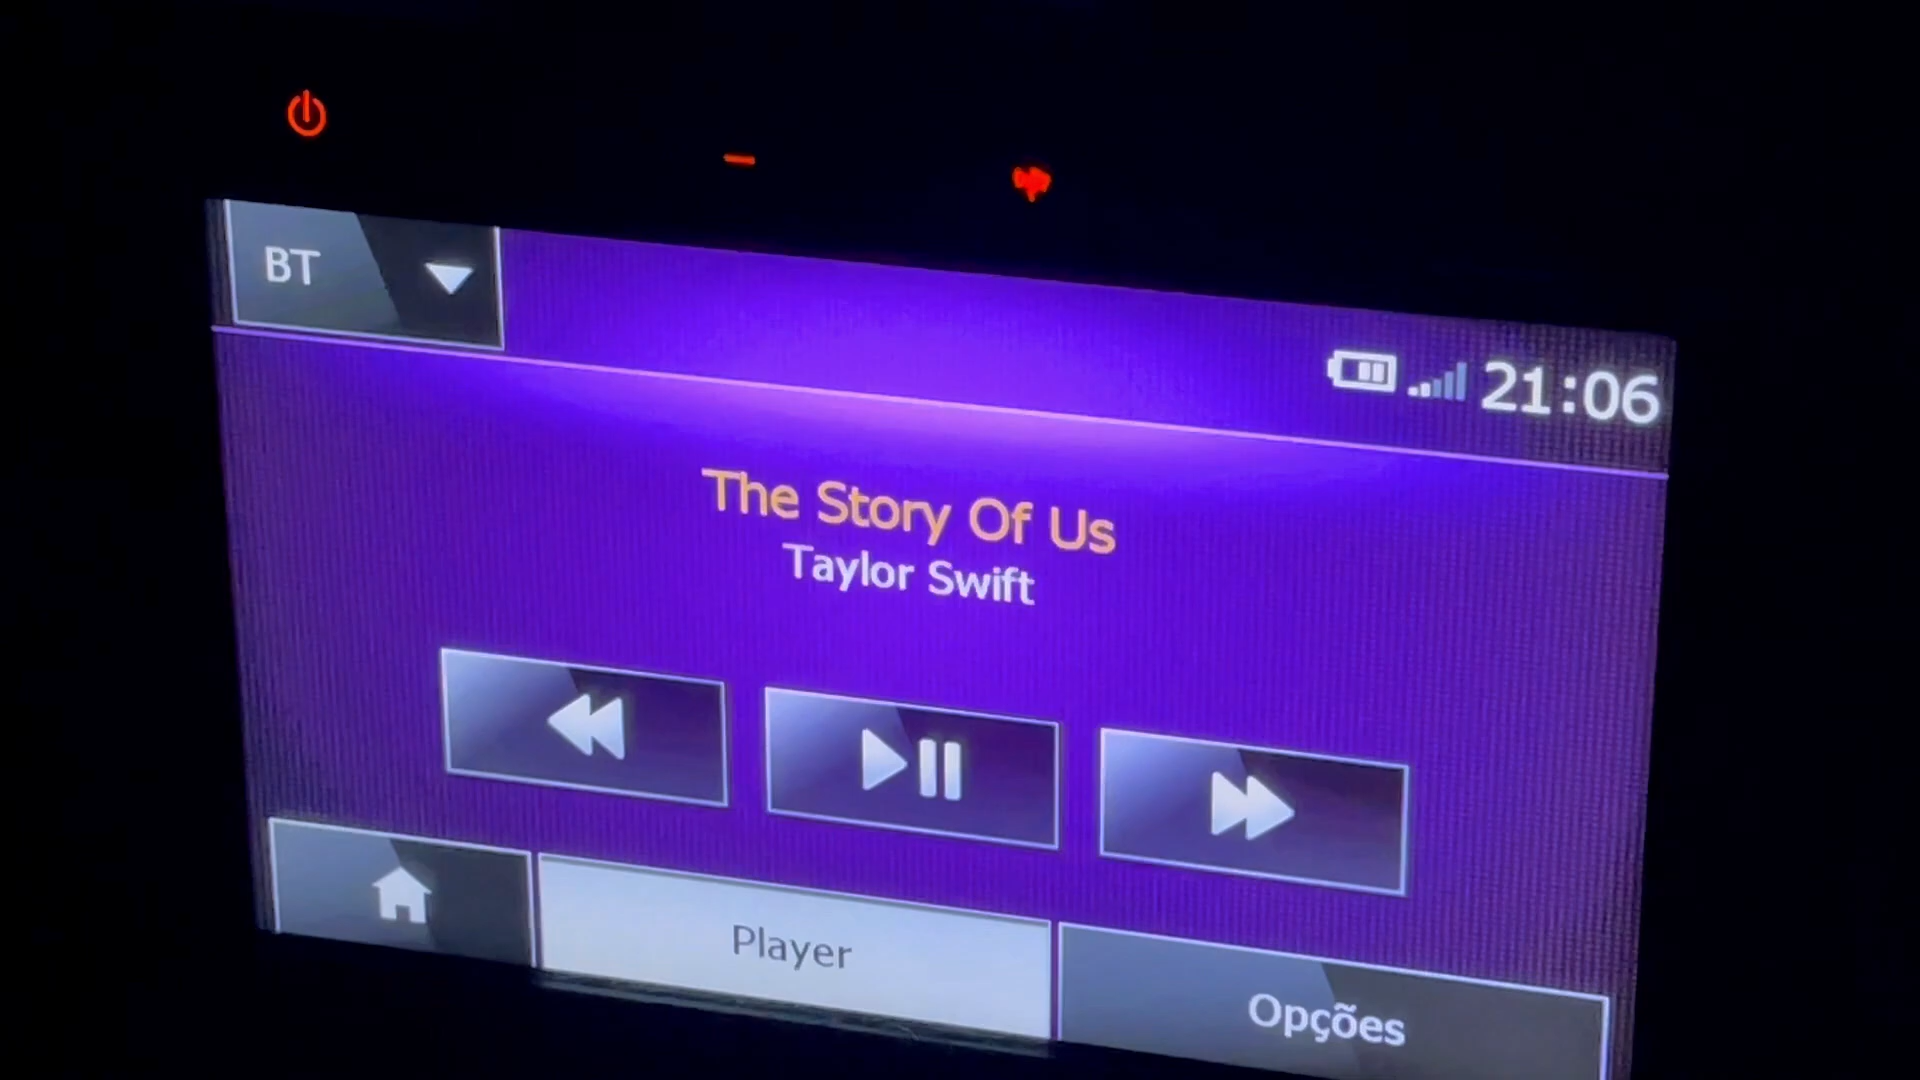 BT
21:06
The Story Of Us
Taylor Swift
Player
Opções